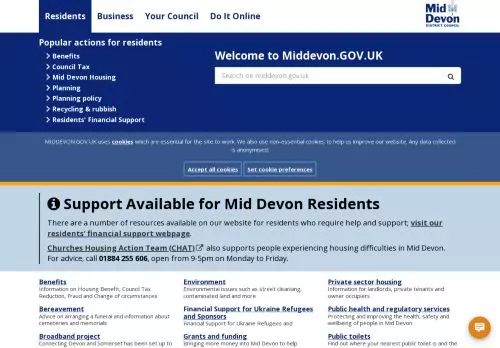 Residents Business Your Council Do It Online
Mid
Devon
DISTRICT COUNCIL
Popular actions for residents
Benefits
Council Tax
Mid Devon Housing
Planning
Planning policy
Recycling & rubbish
Residents' Financial Support
Welcome to Middevon.GOV.UK
Search on middevon.gov.uk
MIDDEVON.GOV.UK uses cookies which are essential for the site to work. We also use non-essential cookies to help us improve our website. Any data collected
is anonymised.
Accept all cookies Set cookie preferences
Support Available for Mid Devon Residents
There are a number of resources available on our website for residents who require help and support; visit our
residents' financial support webpage.
Churches Housing Action Team (CHAT) also supports people experiencing housing difficulties in Mid Devon.
For advice, call 01884 255 606, open from 9-5pm on Monday to Friday.
Benefits
Information on Housing Benefit, Council Tax
Reduction, Fraud and Change of circumstances
Environment
Environmental issues such as street cleansing,
contaminated land and more
Private sector housing
Information for landlords, private tenants and
owner occupiers
Bereavement
Advice on arranging a funeral and information about
cemeteries and memorials
Financial Support for Ukraine Refugees
and Sponsors
Financial Support for Ukraine Refugees and
Public health and regulatory services
Protecting and improving the health, safety and
wellbeing of people in Mid Devon
Broadband project
Connecting Devon and Somerset has been set up to
Grants and funding
Bringing more money into Mid Devon to help
Public toilets
Find out where your nearest public toilet is and the